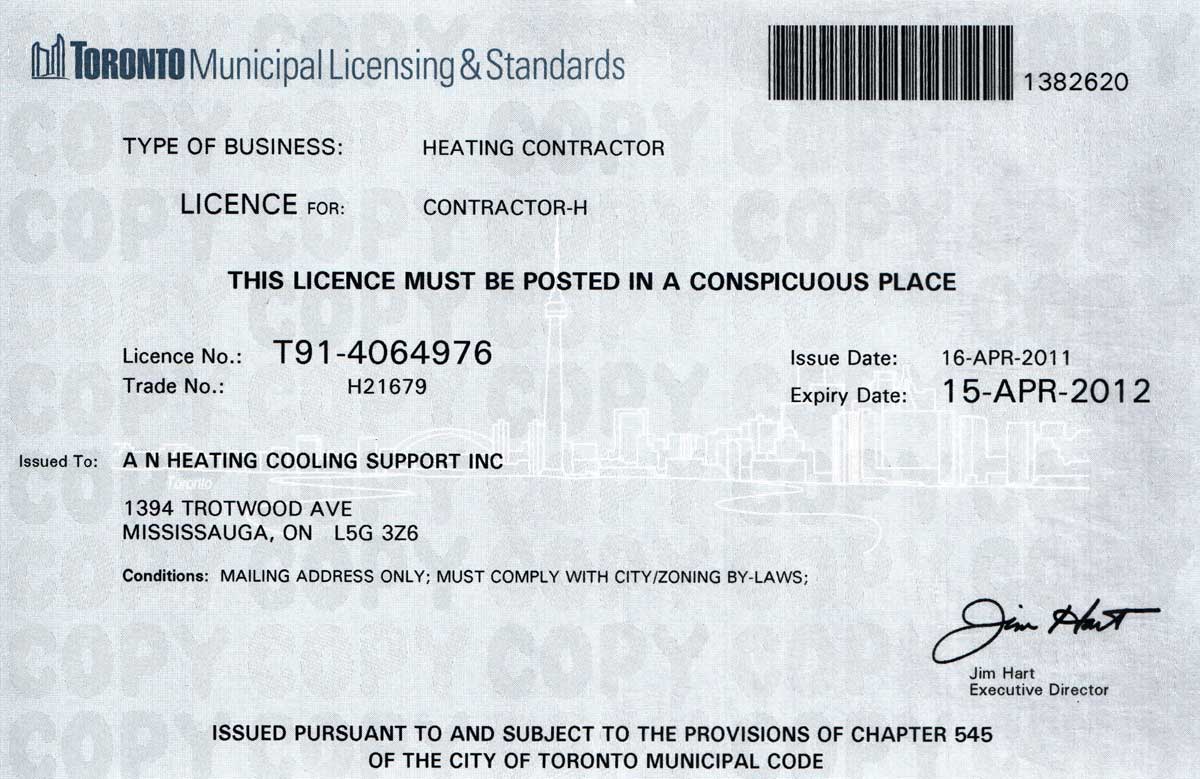 TORONTO Municipal Licensing & Standards
1382620
TYPE OF BUSINESS: HEATING CONTRACTOR
LICENCE FOR: CONTRACTOR-H
THIS LICENCE MUST BE POSTED IN A CONSPICUOUS PLACE
Licence No.: T91-4064976
Issue Date: 16-APR-2011
Trade No.: H21679
Expiry Date: 15-APR-2012
Issued To: A N HEATING COOLING SUPPORT INC
Toronto
1394 TROTWOOD AVE
MISSISSAUGA, ON L5G 3Z6
Conditions: MAILING ADDRESS ONLY; MUST COMPLY WITH CITY/ZONING BY-LAWS;
Jim Hart
Jim Hart
Executive Director
ISSUED PURSUANT TO AND SUBJECT TO THE PROVISIONS OF CHAPTER 545
OF THE CITY OF TORONTO MUNICIPAL CODE